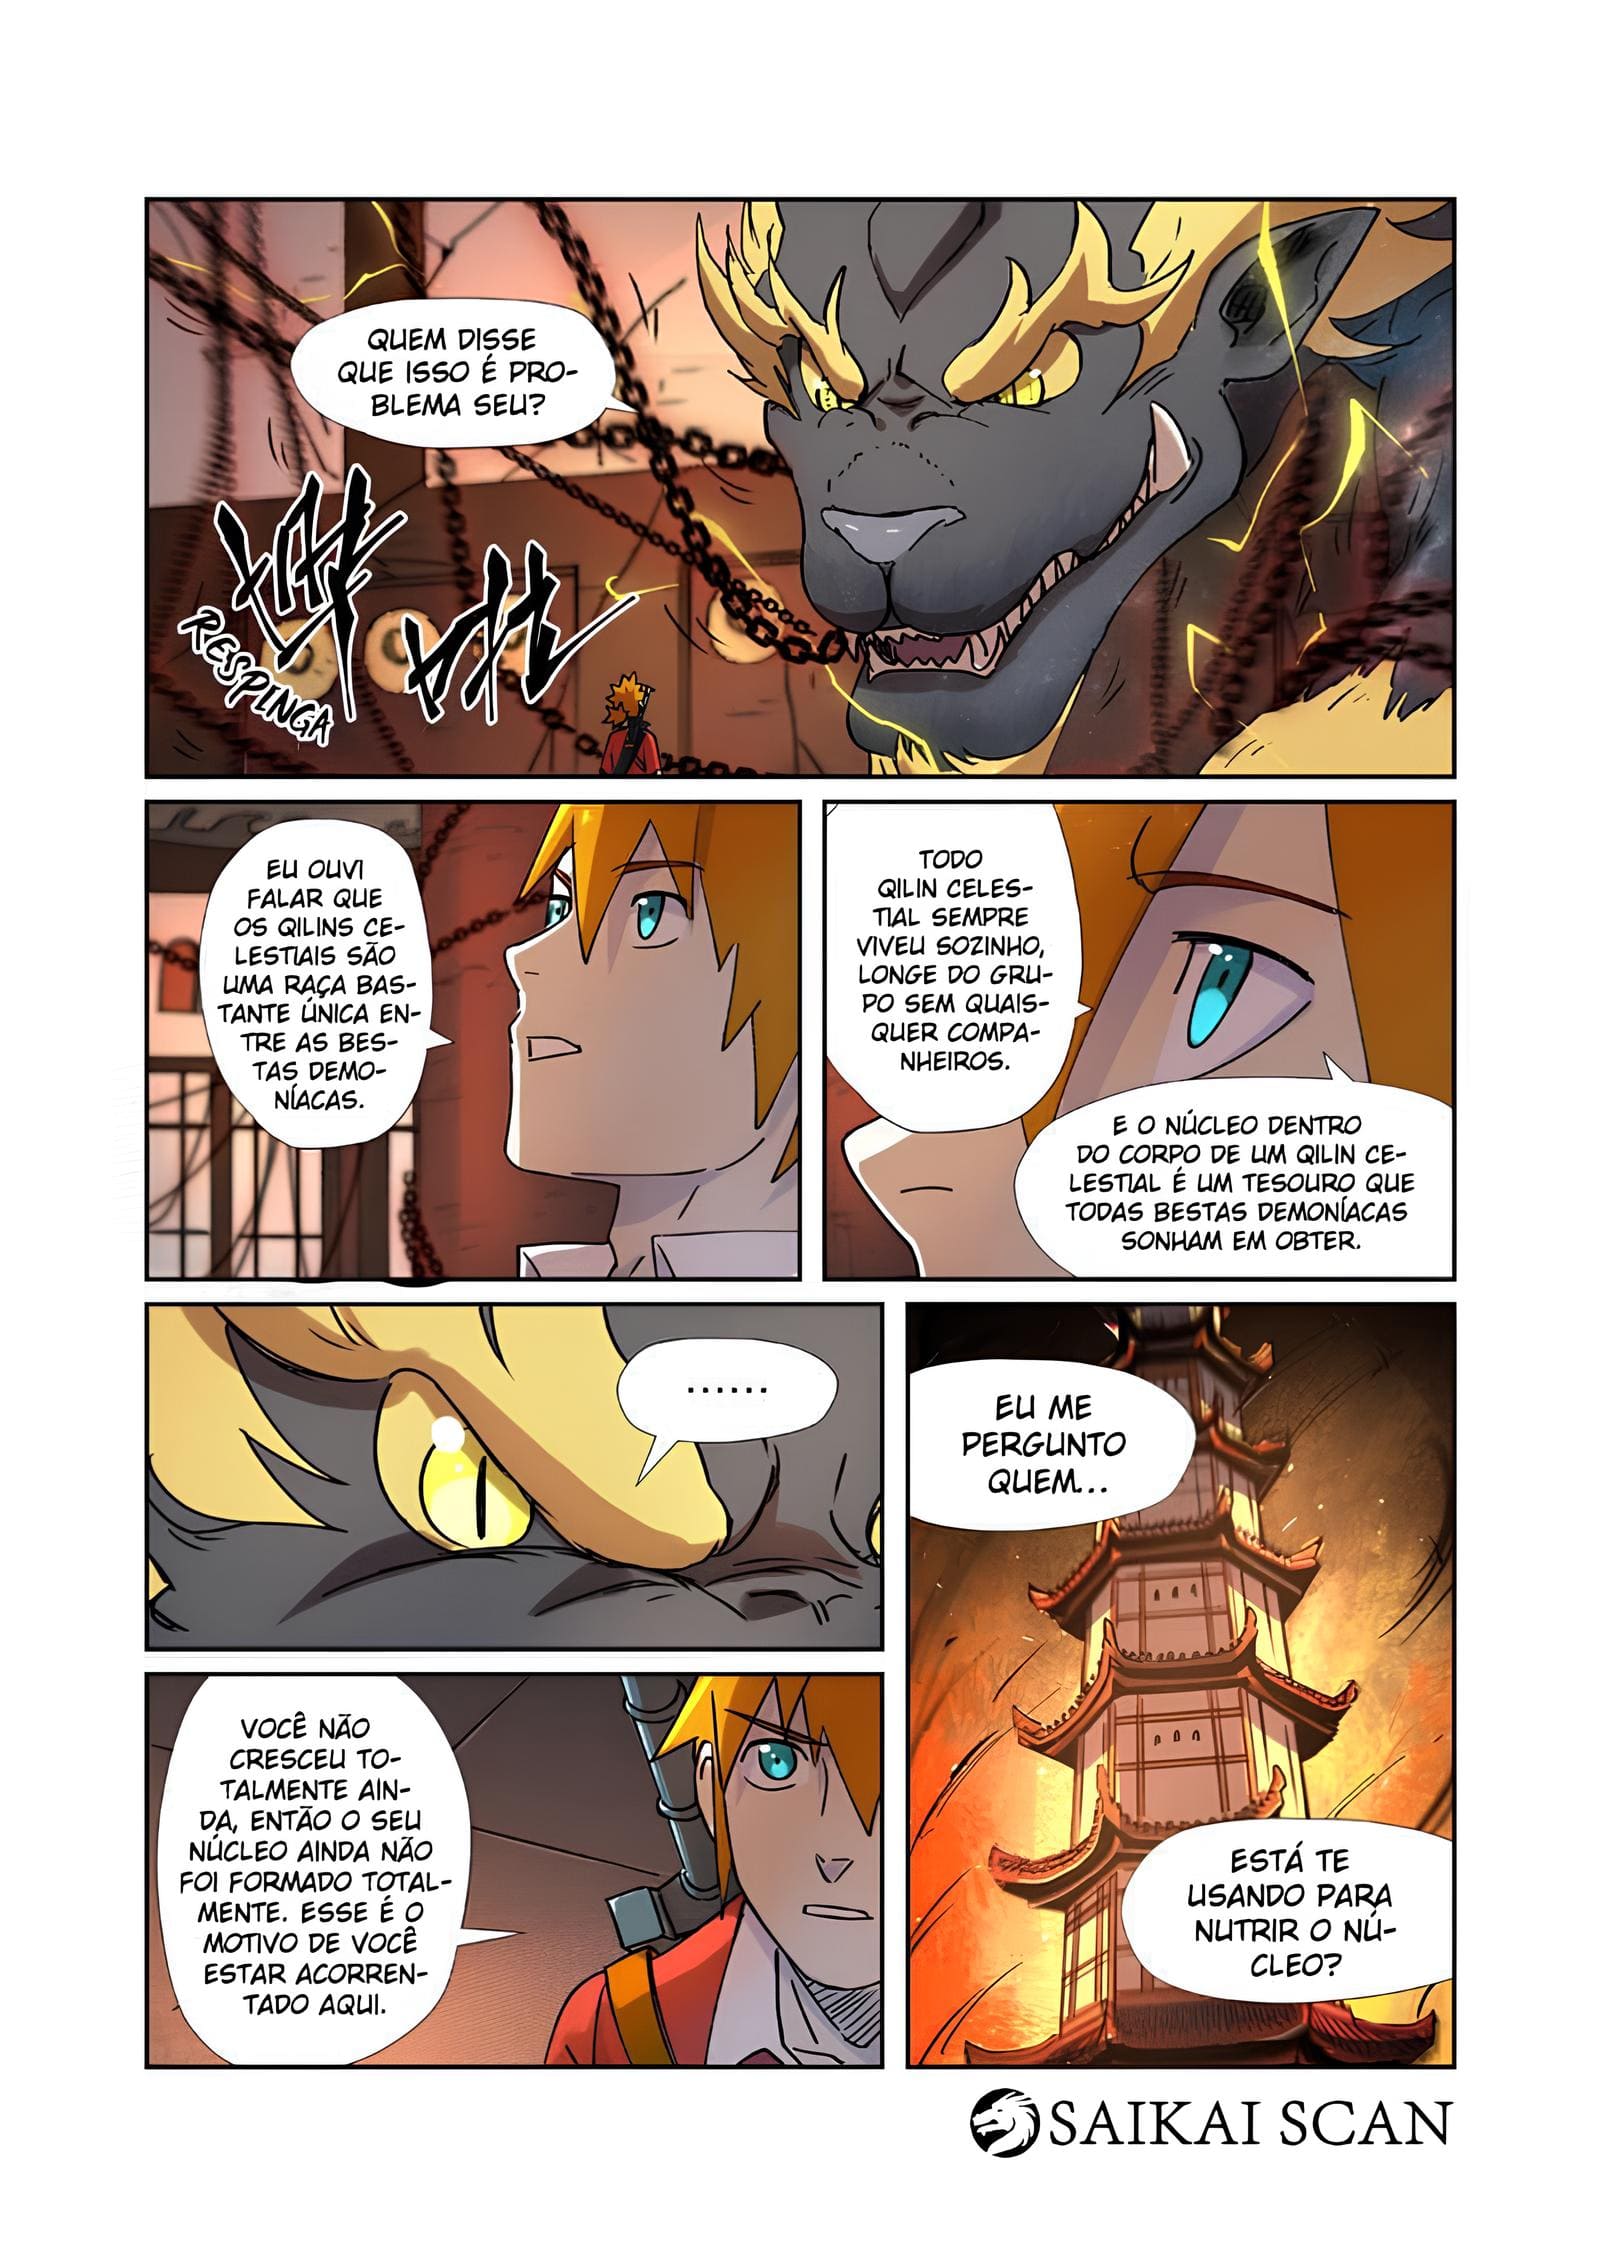 QUEM DISSE
QUE ISSO É PRO-
BLEMA SEU?
RESPINGA
EU OUVI
FALAR QUE
OS QILINS CE-
LESTIAIS SÃO
UMA RAÇA BAS-
TANTE ÚNICA EN-
TRE AS BES-
TAS DEMO-
NÍACAS.
TODO
QILIN CELES-
TIAL SEMPRE
VIVEU SOZINHO,
LONGE DO GRU-
PO SEM QUAIS-
QUER COMPA-
NHEIROS.
E O NÚCLEO DENTRO
DO CORPO DE UM QILIN CE-
LESTIAL É UM TESOURO QUE
TODAS BESTAS DEMONÍACAS
SONHAM EM OBTER.
......
VOCÊ NÃO
CRESCEU TO-
TALMENTE AIN-
DA, ENTÃO O SEU
NÚCLEO AINDA NÃO
FOI FORMADO TOTAL-
MENTE. ESSE É O
MOTIVO DE VOCÊ
ESTAR ACORREN-
TADO AQUI.
EU ME
PERGUNTO
QUEM...
ESTÁ TE
USANDO PARA
NUTRIR O NÚ-
CLEO?
SAIKAI SCAN